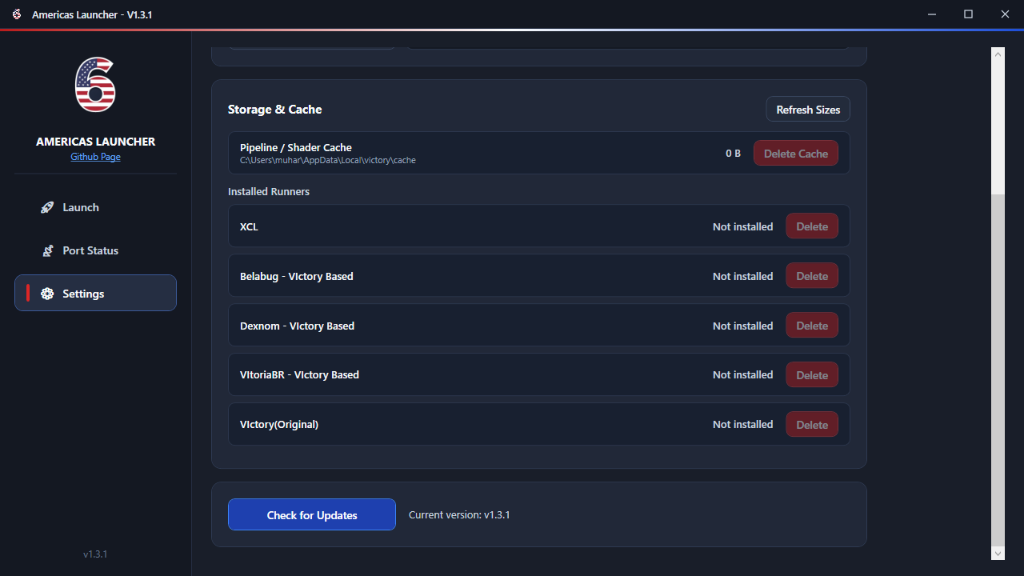 Americas Launcher - V1.3.1
6
AMERICAS LAUNCHER
Github Page
Launch
Port Status
Settings
v1.3.1
Storage & Cache
Refresh Sizes
Pipeline / Shader Cache
C:\Users\muhar\AppData\Local\victory\cache
0 B
Delete Cache
Installed Runners
XCL
Not installed
Delete
Belabug - VIctory Based
Not installed
Delete
Dexnom - VIctory Based
Not installed
Delete
VItoriaBR - VIctory Based
Not installed
Delete
VIctory(Original)
Not installed
Delete
Check for Updates
Current version: v1.3.1